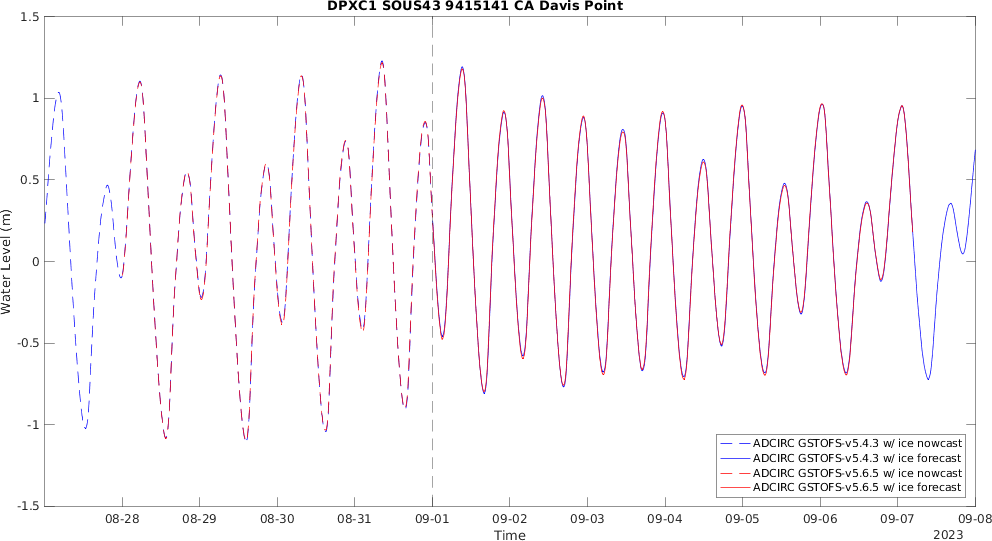 DPXC1 SOUS43 9415141 CA Davis Point
1.5
1
0.5
0
-0.5
-1
-1.5
Water Level (m)
08-28 08-29 08-30 08-31 09-01 09-02 09-03 09-04 09-05 09-06 09-07 09-08
Time
2023
ADCIRC GSTOFS-v5.4.3 w/ ice nowcast
ADCIRC GSTOFS-v5.4.3 w/ ice forecast
ADCIRC GSTOFS-v5.6.5 w/ ice nowcast
ADCIRC GSTOFS-v5.6.5 w/ ice forecast